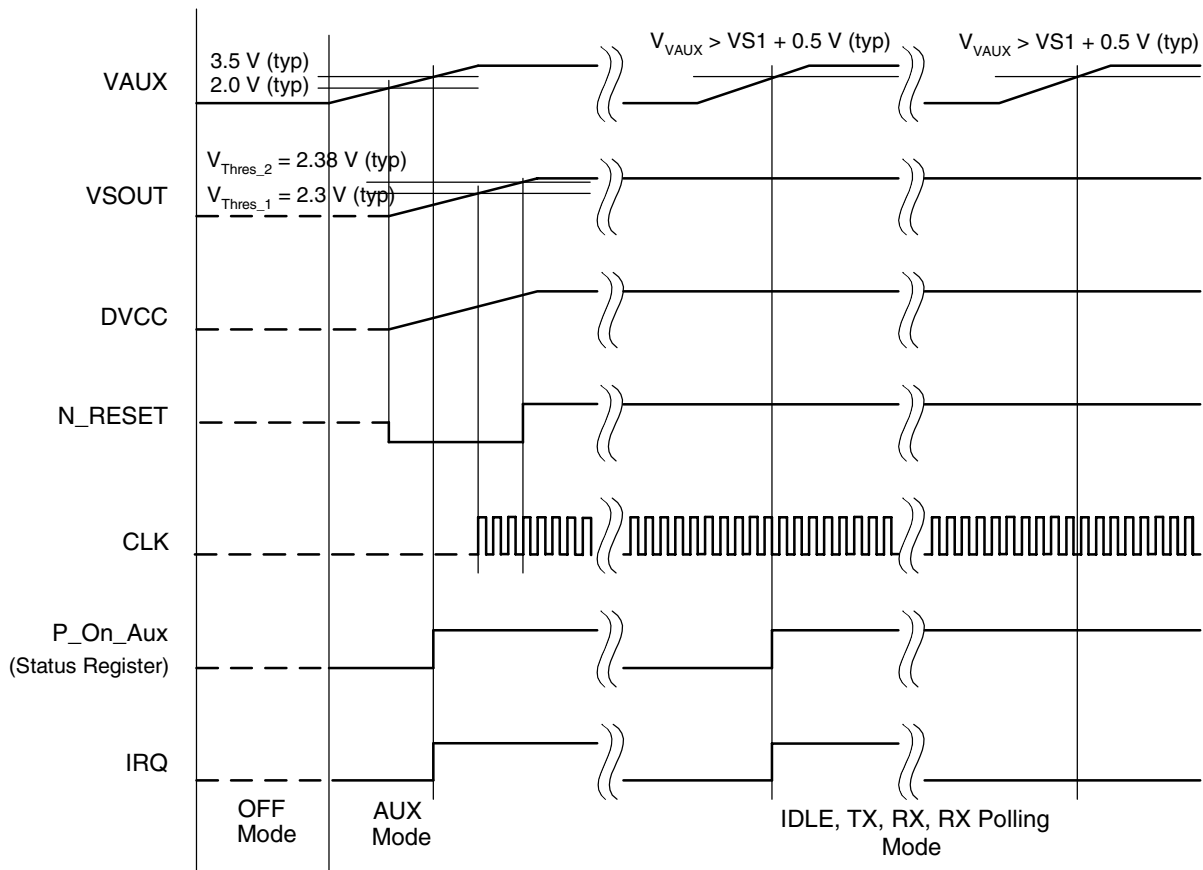 V_VAUX > VS1 + 0.5 V (typ)
V_VAUX > VS1 + 0.5 V (typ)
3.5 V (typ)
VAUX
2.0 V (typ)
V_Thres_2 = 2.38 V (typ)
VSOUT
V_Thres_1 = 2.3 V (typ)
DVCC
N_RESET
CLK
P_On_Aux
(Status Register)
IRQ
OFF
Mode
AUX
Mode
IDLE, TX, RX, RX Polling
Mode